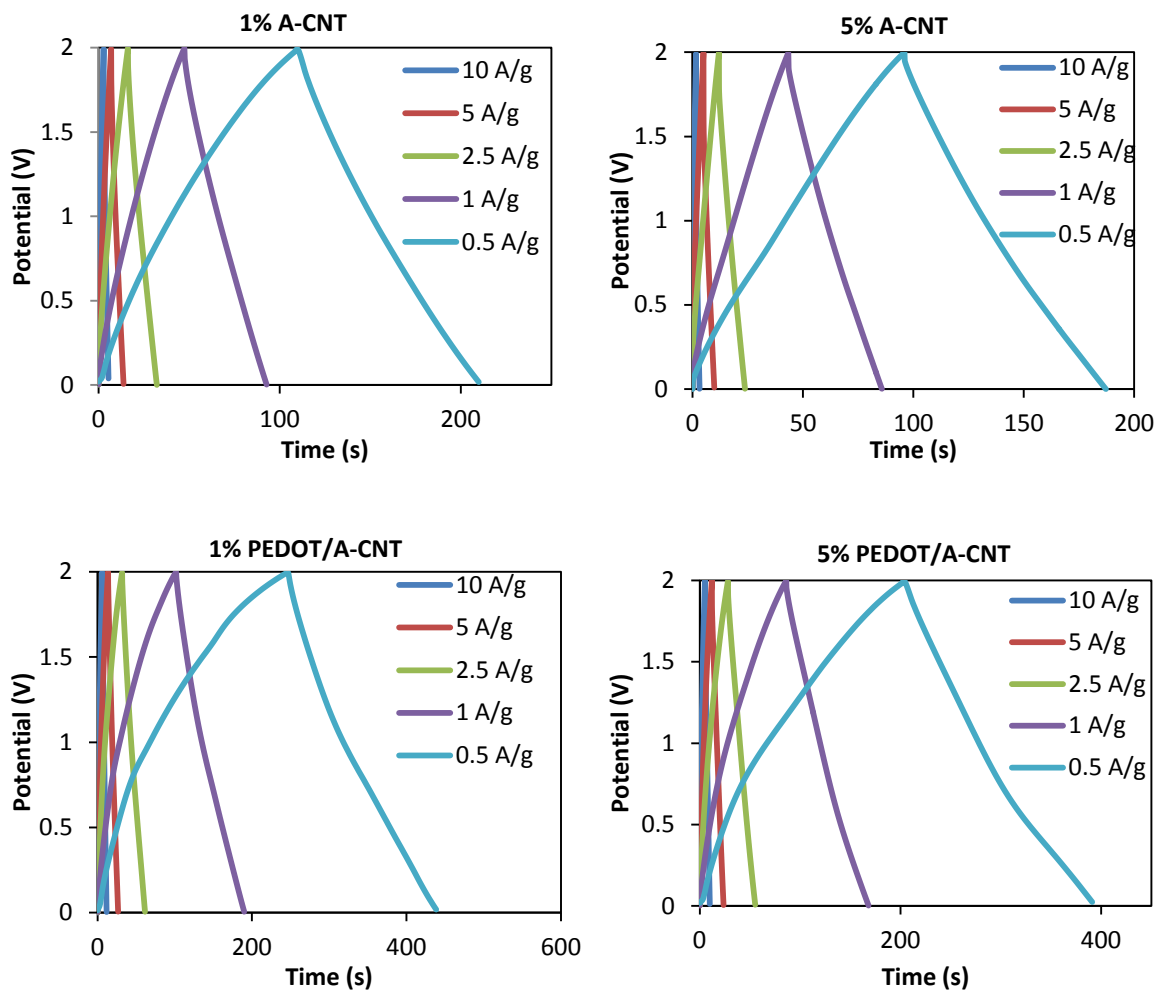 1% A-CNT
2
1.5
1
0.5
0
Potential (V)
10 A/g
5 A/g
2.5 A/g
1 A/g
0.5 A/g
0 100 200
Time (s)
5% A-CNT
2
1.5
1
0.5
0
Potential (V)
10 A/g
5 A/g
2.5 A/g
1 A/g
0.5 A/g
0 50 100 150 200
Time (s)
1% PEDOT/A-CNT
2
1.5
1
0.5
0
Potential (V)
10 A/g
5 A/g
2.5 A/g
1 A/g
0.5 A/g
0 200 400 600
Time (s)
5% PEDOT/A-CNT
2
1.5
1
0.5
0
Potential (V)
10 A/g
5 A/g
2.5 A/g
1 A/g
0.5 A/g
0 200 400
Time (s)